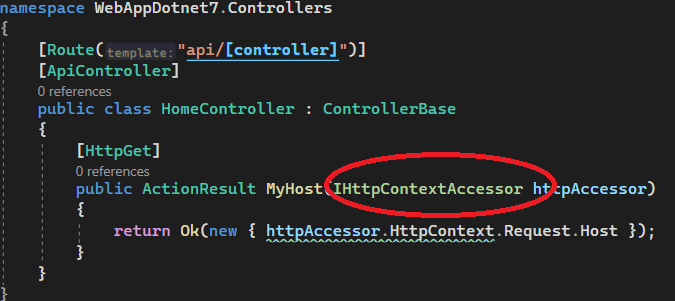 namespace WebAppDotnet7.Controllers
{
[Route(template:"api/[controller]")]
[ApiController]
0 references
public class HomeController : ControllerBase
{
[HttpGet]
0 references
public ActionResult MyHost(IHttpContextAccessor httpAccessor)
{
return Ok(new { httpAccessor.HttpContext.Request.Host });
}
}
}